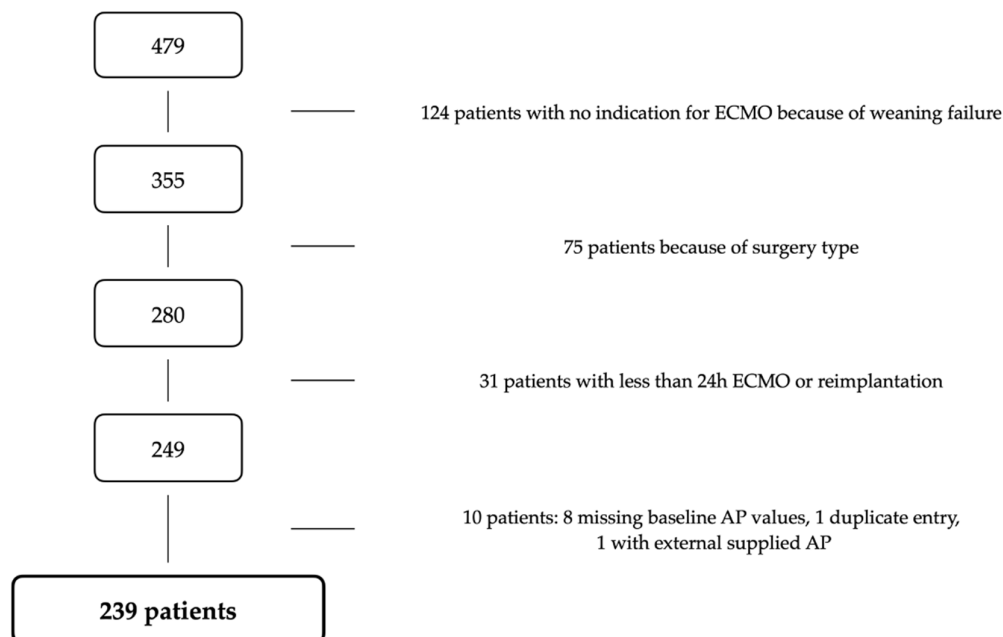 479
124 patients with no indication for ECMO because of weaning failure
355
75 patients because of surgery type
280
31 patients with less than 24h ECMO or reimplantation
249
10 patients: 8 missing baseline AP values, 1 duplicate entry,
1 with external supplied AP
239 patients